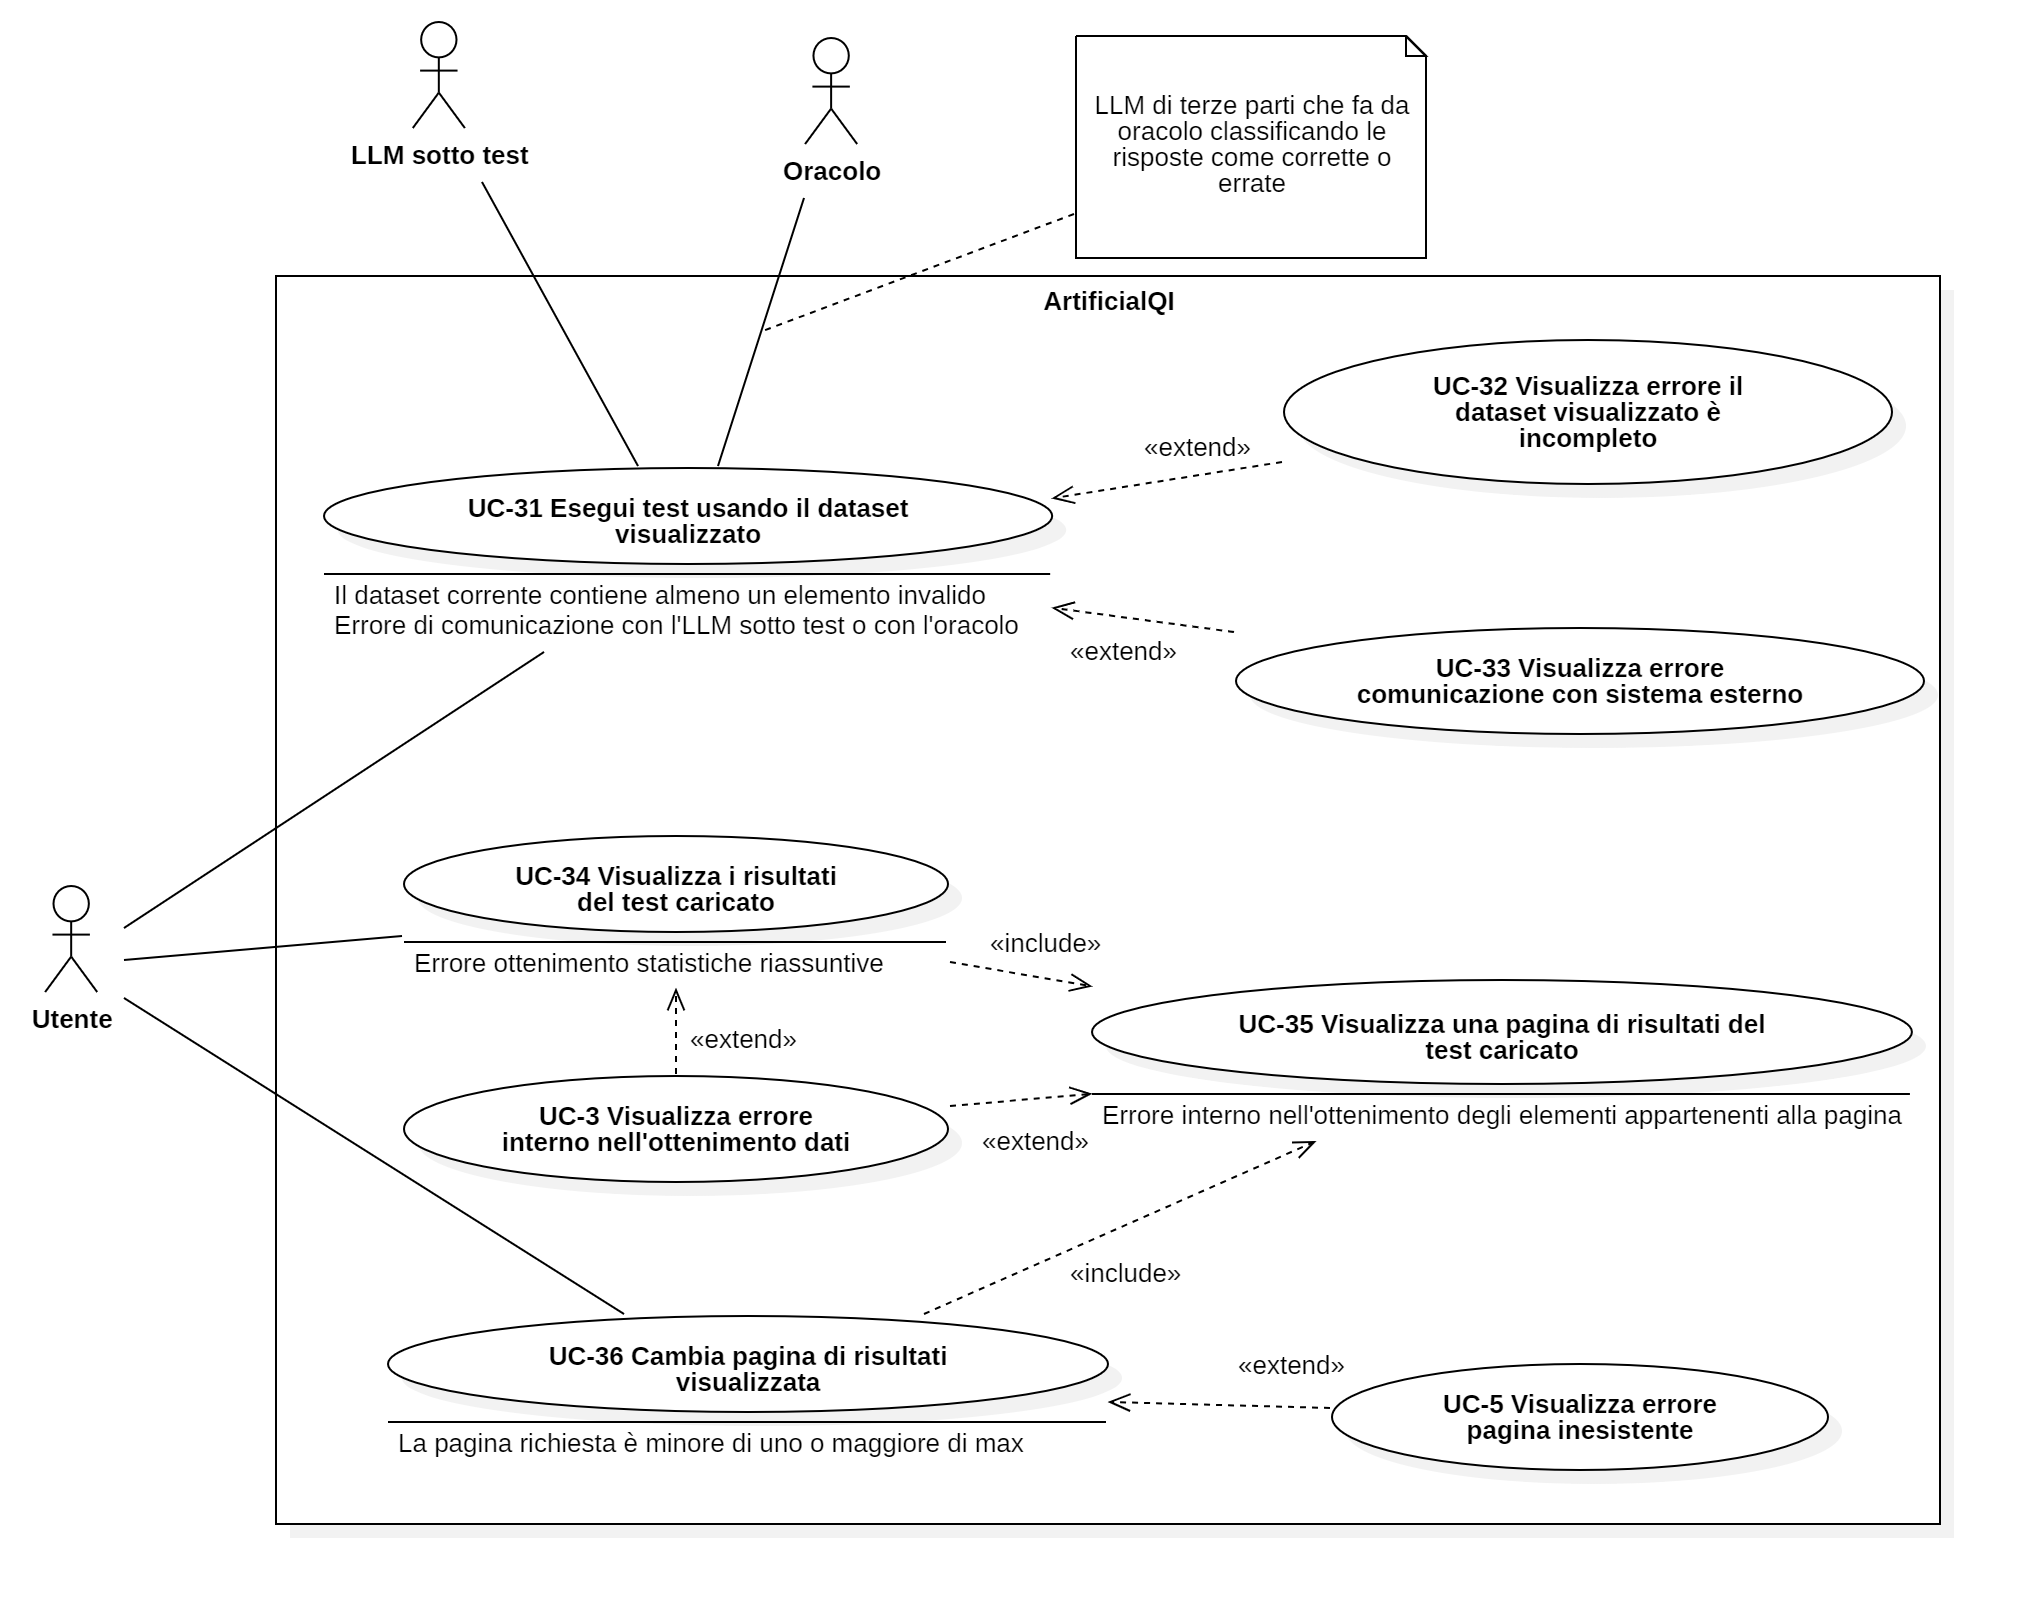 LLM sotto test
Oracolo
LLM di terze parti che fa da
oracolo classificando le
risposte come corrette o
errate
ArtificialQI
UC-32 Visualizza errore il
dataset visualizzato è
incompleto
«extend»
UC-31 Esegui test usando il dataset
visualizzato
Il dataset corrente contiene almeno un elemento invalido
Errore di comunicazione con l'LLM sotto test o con l'oracolo
«extend»
UC-33 Visualizza errore
comunicazione con sistema esterno
UC-34 Visualizza i risultati
del test caricato
Errore ottenimento statistiche riassuntive
«include»
Utente
«extend»
UC-35 Visualizza una pagina di risultati del
test caricato
Errore interno nell'ottenimento degli elementi appartenenti alla pagina
UC-3 Visualizza errore
interno nell'ottenimento dati
«extend»
«include»
UC-36 Cambia pagina di risultati
visualizzata
La pagina richiesta è minore di uno o maggiore di max
«extend»
UC-5 Visualizza errore
pagina inesistente